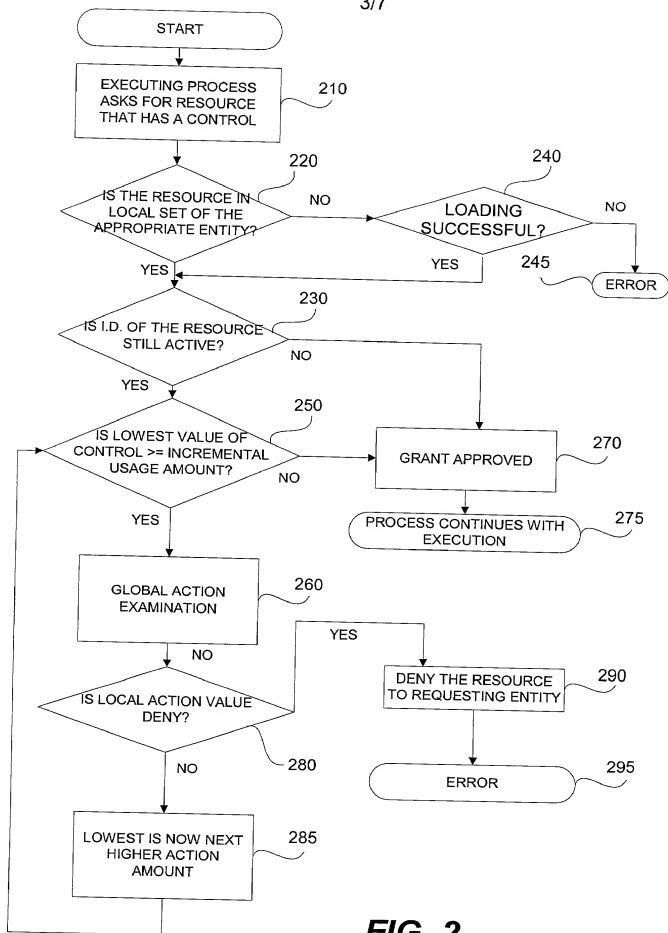 3/7
START
EXECUTING PROCESS
ASKS FOR RESOURCE
THAT HAS A CONTROL
210
220
IS THE RESOURCE IN
LOCAL SET OF THE
APPROPRIATE ENTITY?
NO
240
LOADING
SUCCESSFUL?
NO
YES
YES
245
ERROR
230
IS I.D. OF THE RESOURCE
STILL ACTIVE?
NO
YES
250
IS LOWEST VALUE OF
CONTROL >= INCREMENTAL
USAGE AMOUNT?
NO
YES
GRANT APPROVED
270
PROCESS CONTINUES WITH
EXECUTION
275
GLOBAL ACTION
EXAMINATION
260
NO
YES
IS LOCAL ACTION VALUE
DENY?
280
NO
DENY THE RESOURCE
TO REQUESTING ENTITY
290
ERROR
295
LOWEST IS NOW NEXT
HIGHER ACTION
AMOUNT
285
FIG. 2